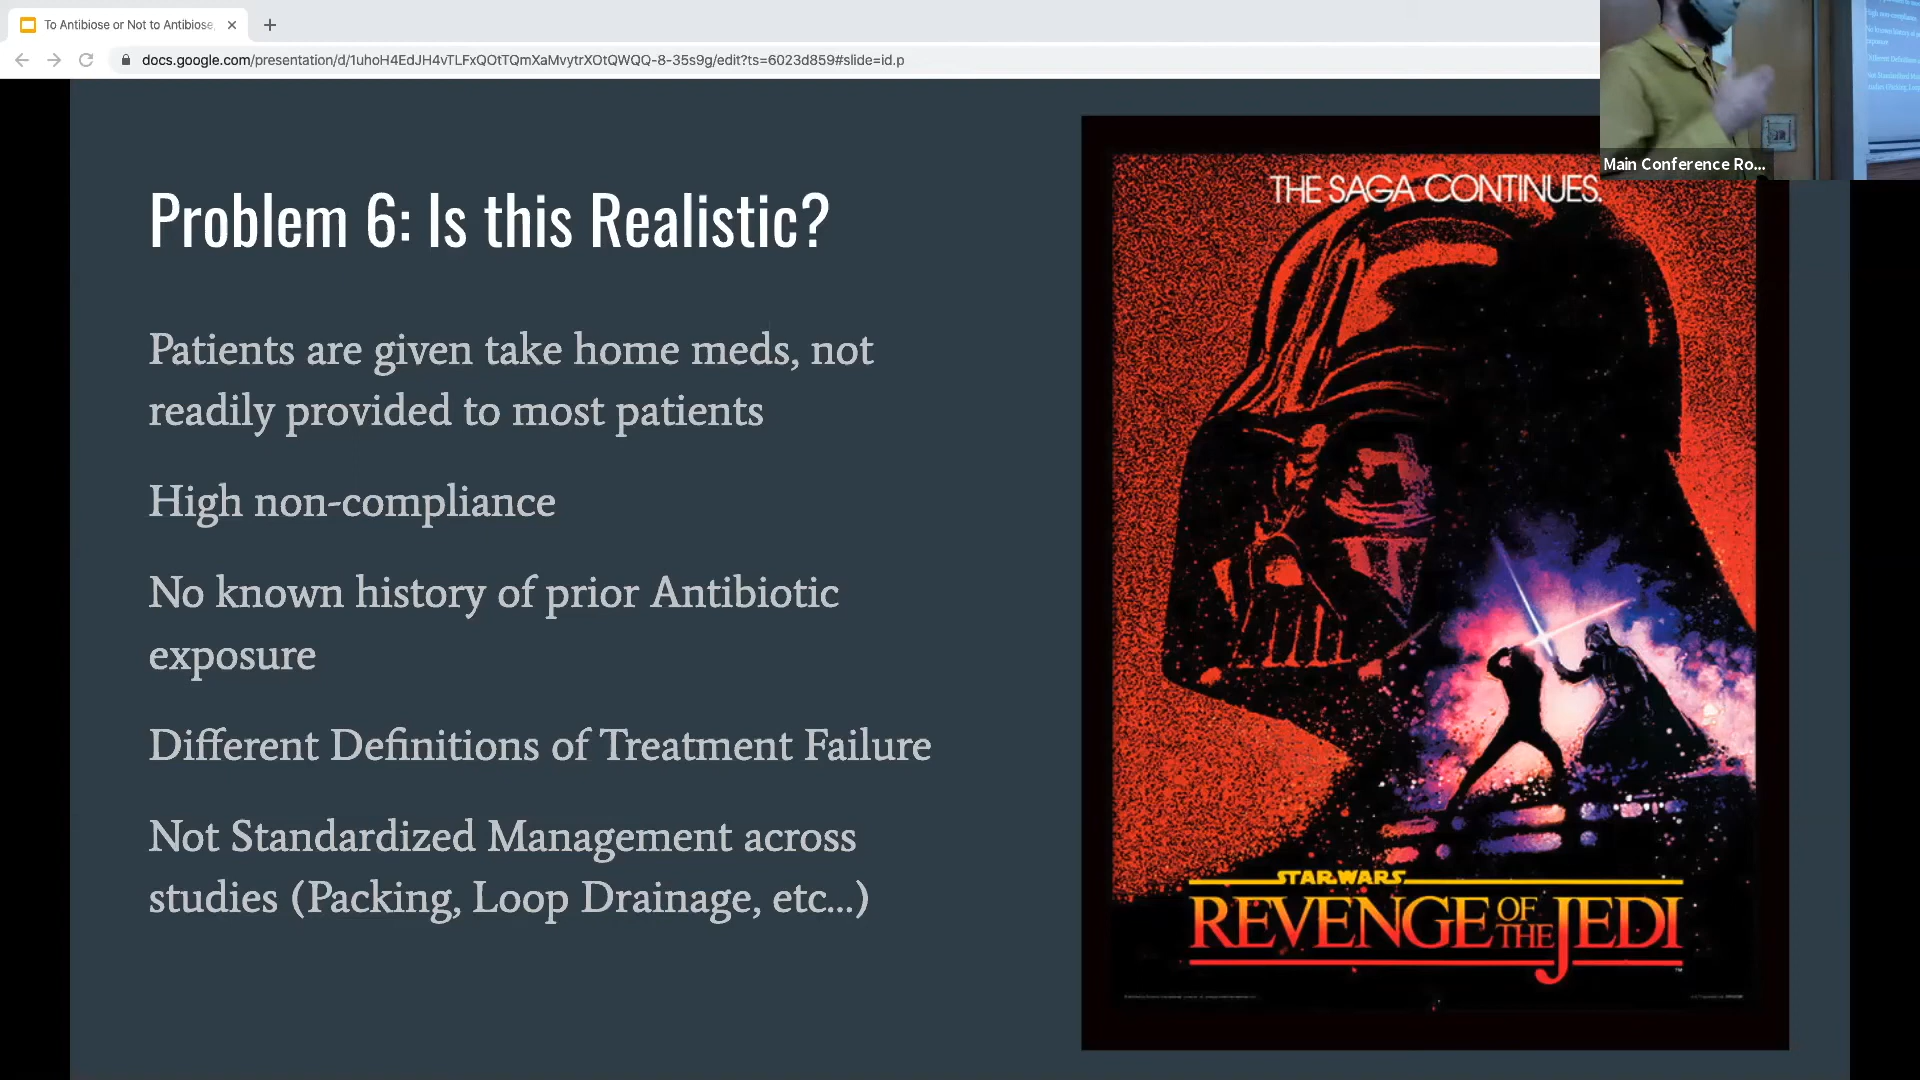 To Antibiose or Not to Antibiose
docs.google.com/presentation/d/1uhoH4EdJH4vTLFxQOtTQmXaMvytrXOtQWQQ-8-35s9g/edit?ts=6023d859#slide=id.p
Main Conference Ro...
Problem 6: Is this Realistic?
Patients are given take home meds, not
readily provided to most patients
High non-compliance
No known history of prior Antibiotic
exposure
Different Definitions of Treatment Failure
Not Standardized Management across
studies (Packing, Loop Drainage, etc...)
THE SAGA CONTINUES.
STAR WARS
REVENGE OF THE JEDI